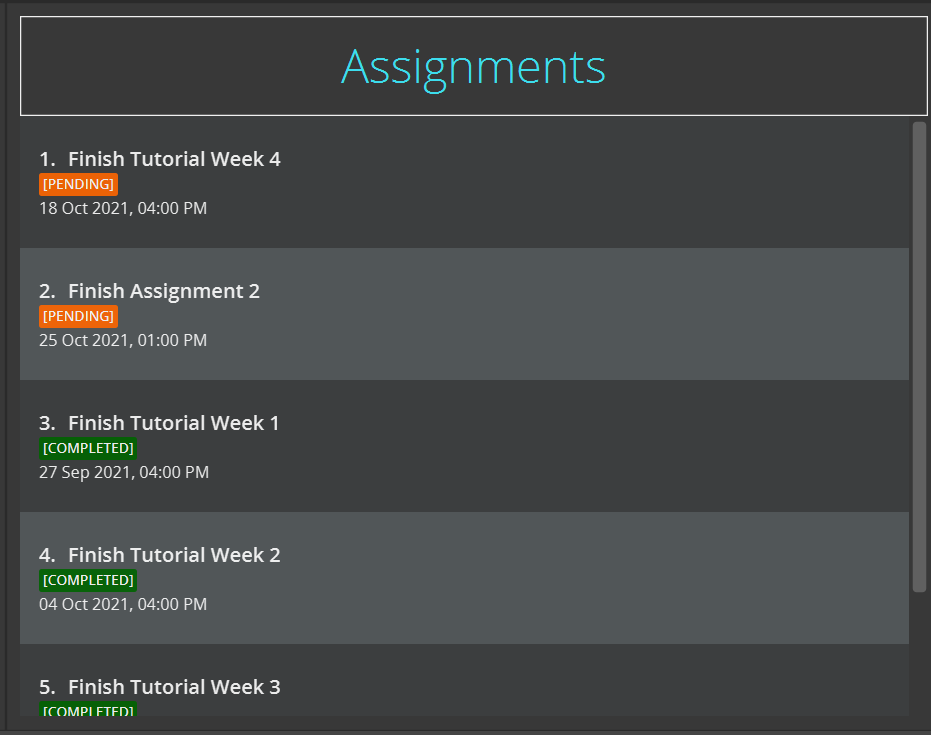 Assignments
1. Finish Tutorial Week 4
[PENDING]
18 Oct 2021, 04:00 PM
2. Finish Assignment 2
[PENDING]
25 Oct 2021, 01:00 PM
3. Finish Tutorial Week 1
[COMPLETED]
27 Sep 2021, 04:00 PM
4. Finish Tutorial Week 2
[COMPLETED]
04 Oct 2021, 04:00 PM
5. Finish Tutorial Week 3
[COMPLETED]